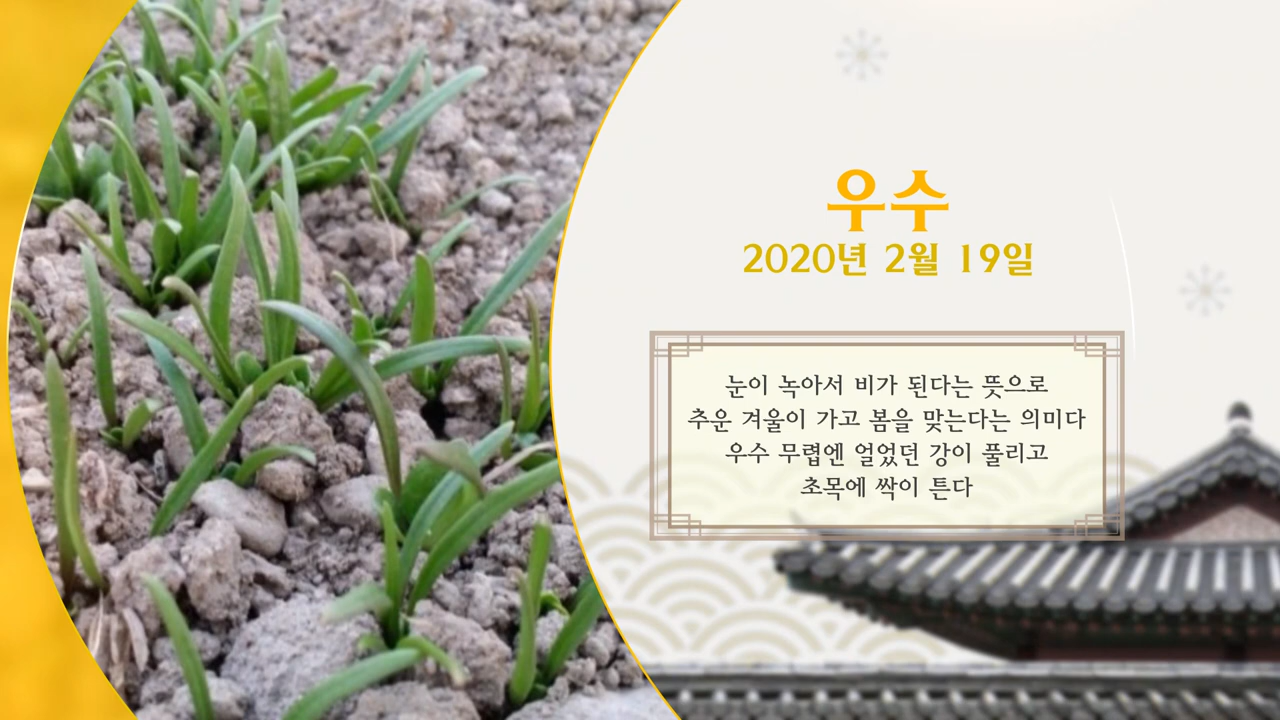 우수
2020년 2월 19일
눈이 녹아서 비가 된다는 뜻으로
추운 겨울이 가고 봄을 맞는다는 의미다
우수 무렵엔 얼었던 강이 풀리고
초목에 싹이 튼다